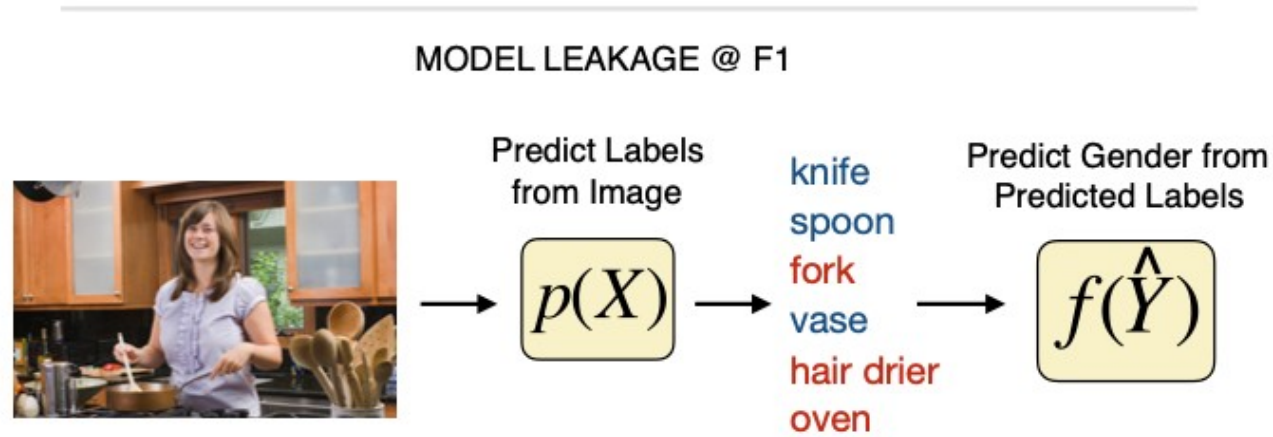 MODEL LEAKAGE @ F1
Predict Labels
from Image
p(X)
knife
spoon
fork
vase
hair drier
oven
Predict Gender from
Predicted Labels
f(Ŷ)